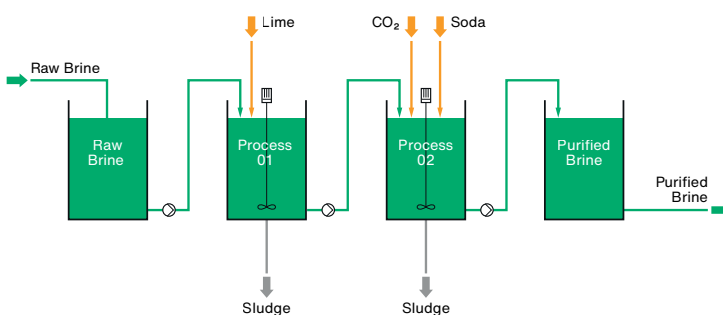 Lime
CO₂
Soda
Raw Brine
Raw
Brine
Process
01
Process
02
Purified
Brine
Purified
Brine
Sludge
Sludge